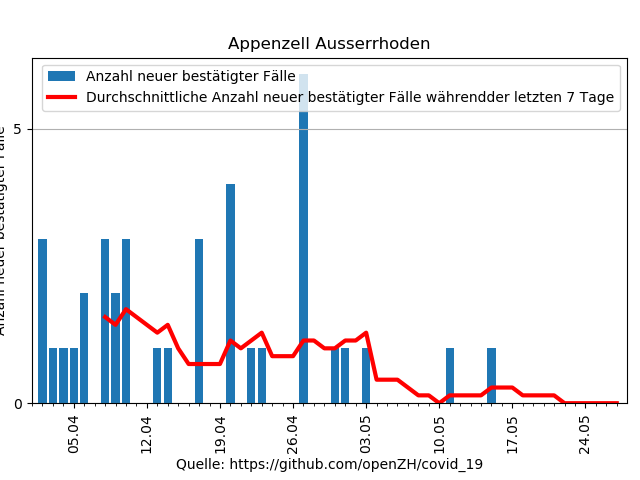 Appenzell Ausserrhoden
Anzahl neuer bestätigter Fälle
Durchschnittliche Anzahl neuer bestätigter Fälle währendder letzten 7 Tage
Anzahl neuer bestätigter Fälle
5
0
05.04
12.04
19.04
26.04
03.05
10.05
17.05
24.05
Quelle: https://github.com/openZH/covid_19